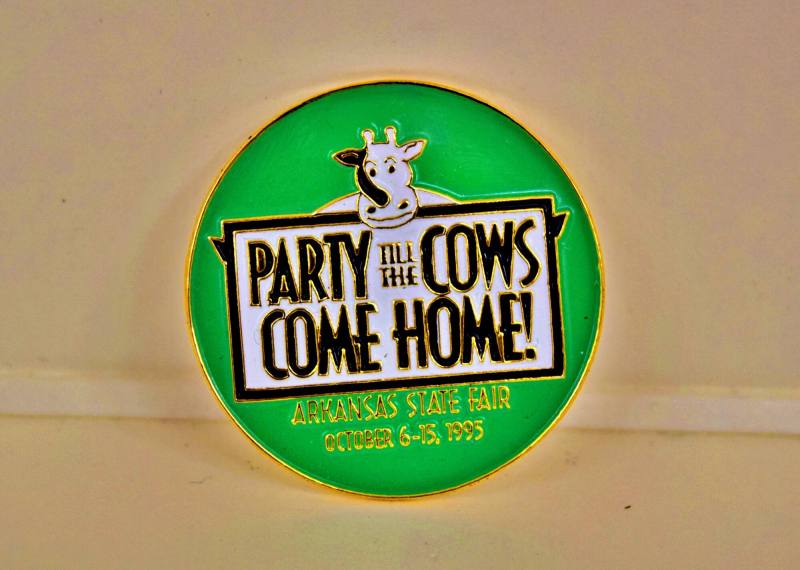 PARTY TILL THE COWS
COME HOME!
ARKANSAS STATE FAIR
OCTOBER 6-15, 1995